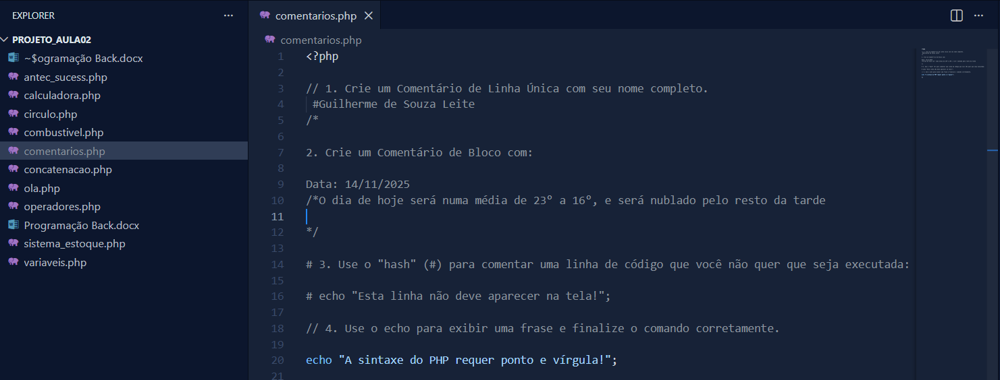 EXPLORER
PROJETO_AULA02
~$ogramação Back.docx
antec_sucess.php
calculadora.php
circulo.php
combustivel.php
comentarios.php
concatenacao.php
ola.php
operadores.php
Programação Back.docx
sistema_estoque.php
variaveis.php
comentarios.php
comentarios.php
1 <?php
2
3 // 1. Crie um Comentário de Linha Única com seu nome completo.
4 #Guilherme de Souza Leite
5 /*
6
7 2. Crie um Comentário de Bloco com:
8
9 Data: 14/11/2025
10 /*O dia de hoje será numa média de 23° a 16°, e será nublado pelo resto da tarde
11
12 */
13
14 # 3. Use o "hash" (#) para comentar uma linha de código que você não quer que seja executada:
15
16 # echo "Esta linha não deve aparecer na tela!";
17
18 // 4. Use o echo para exibir uma frase e finalize o comando corretamente.
19
20 echo "A sintaxe do PHP requer ponto e vírgula!";
21